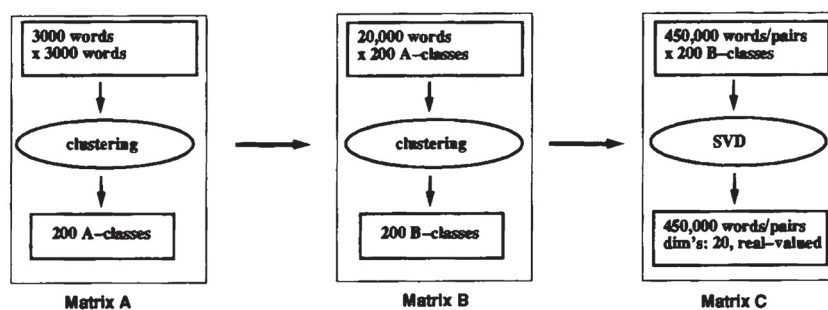 3000 words
x 3000 words
clustering
200 A-classes
Matrix A
20,000 words
x 200 A-classes
clustering
200 B-classes
Matrix B
450,000 words/pairs
x 200 B-classes
SVD
450,000 words/pairs
dim's: 20, real-valued
Matrix C